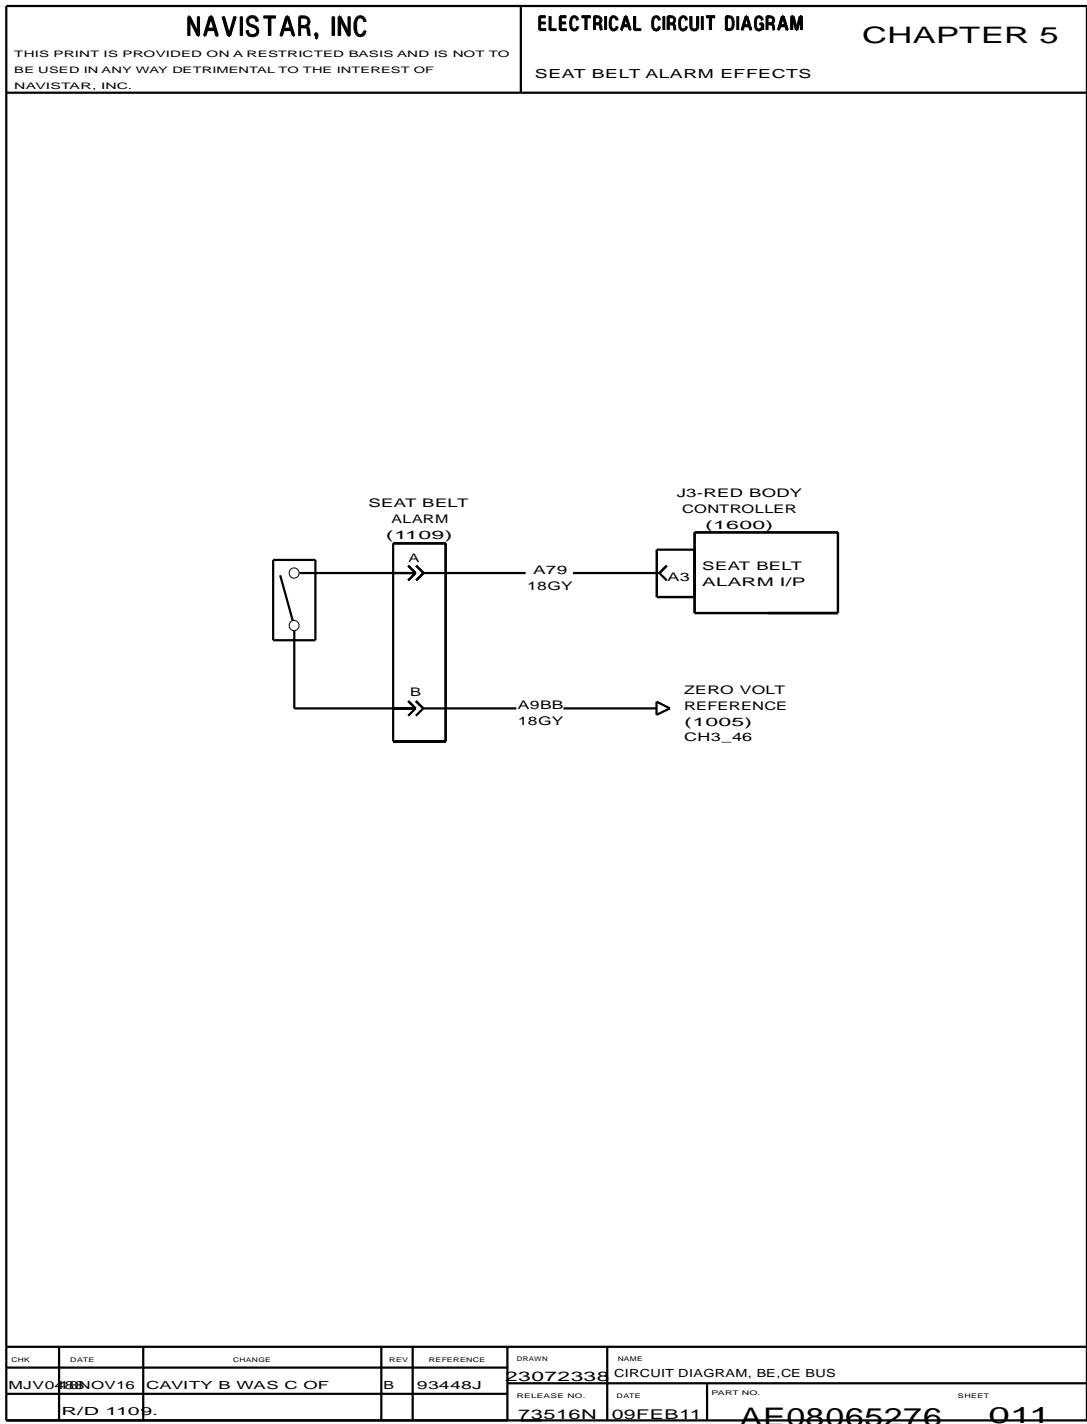 NAVISTAR, INC
THIS PRINT IS PROVIDED ON A RESTRICTED BASIS AND IS NOT TO
BE USED IN ANY WAY DETRIMENTAL TO THE INTEREST OF
NAVISTAR, INC.
ELECTRICAL CIRCUIT DIAGRAM
CHAPTER 5
SEAT BELT ALARM EFFECTS
SEAT BELT
ALARM
(1109)
A
B
A79
18GY
A9BB
18GY
J3-RED BODY
CONTROLLER
(1600)
A3
SEAT BELT
ALARM I/P
ZERO VOLT
REFERENCE
(1005)
CH3_46
CHK DATE CHANGE REV REFERENCE
CAVITY B WAS C OF B 93448J
R/D 1109.
DRAWN
23072338
NAME
CIRCUIT DIAGRAM, BE,CE BUS
RELEASE NO.
73516N
DATE
09FEB11
PART NO.
AE08065276
SHEET
011